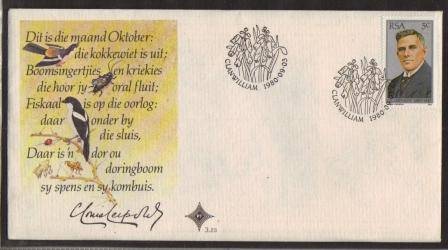 Dit is die maand Oktober:
die kokkewiet is uit;
Boomsingertjies en kriekies
die hoor jy oral fluit;
Fiskaal is op die oorlog:
daar onder by
die sluis,
Daar is 'n dor ou
doringboom
sy spens en sy kombuis.
3.23
CLANWILLIAM 1980-09-03
RSA 5c
CLANWILLIAM 1980-09